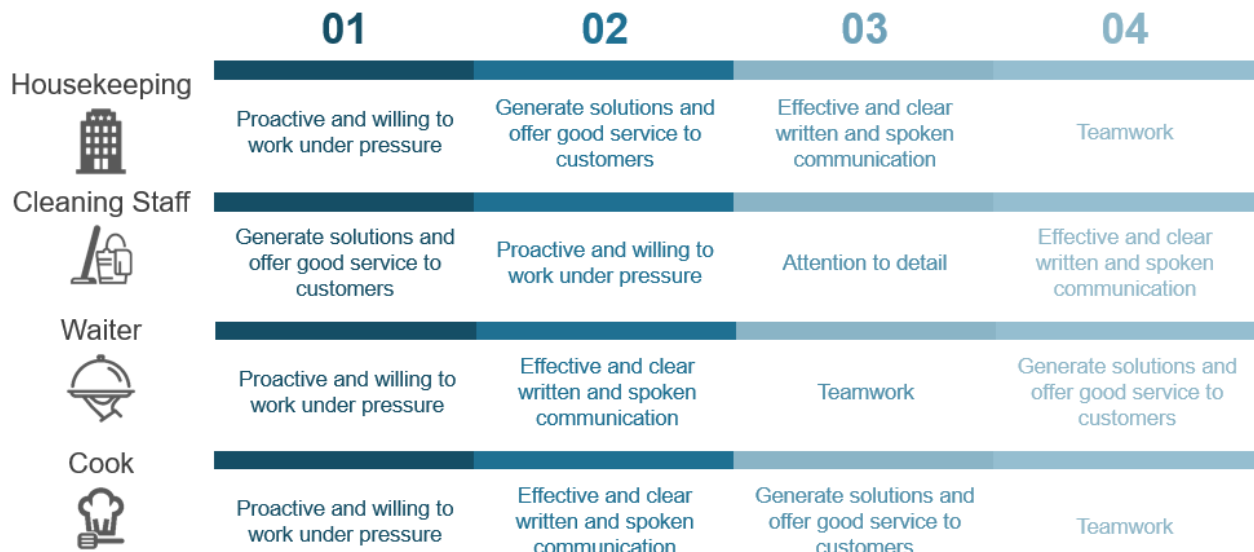 01 02 03 04
Housekeeping
Proactive and willing to
work under pressure
Generate solutions and
offer good service to
customers
Effective and clear
written and spoken
communication
Teamwork
Cleaning Staff
Generate solutions and
offer good service to
customers
Proactive and willing to
work under pressure
Attention to detail
Effective and clear
written and spoken
communication
Waiter
Proactive and willing to
work under pressure
Effective and clear
written and spoken
communication
Teamwork
Generate solutions and
offer good service to
customers
Cook
Proactive and willing to
work under pressure
Effective and clear
written and spoken
communication
Generate solutions and
offer good service to
customers
Teamwork